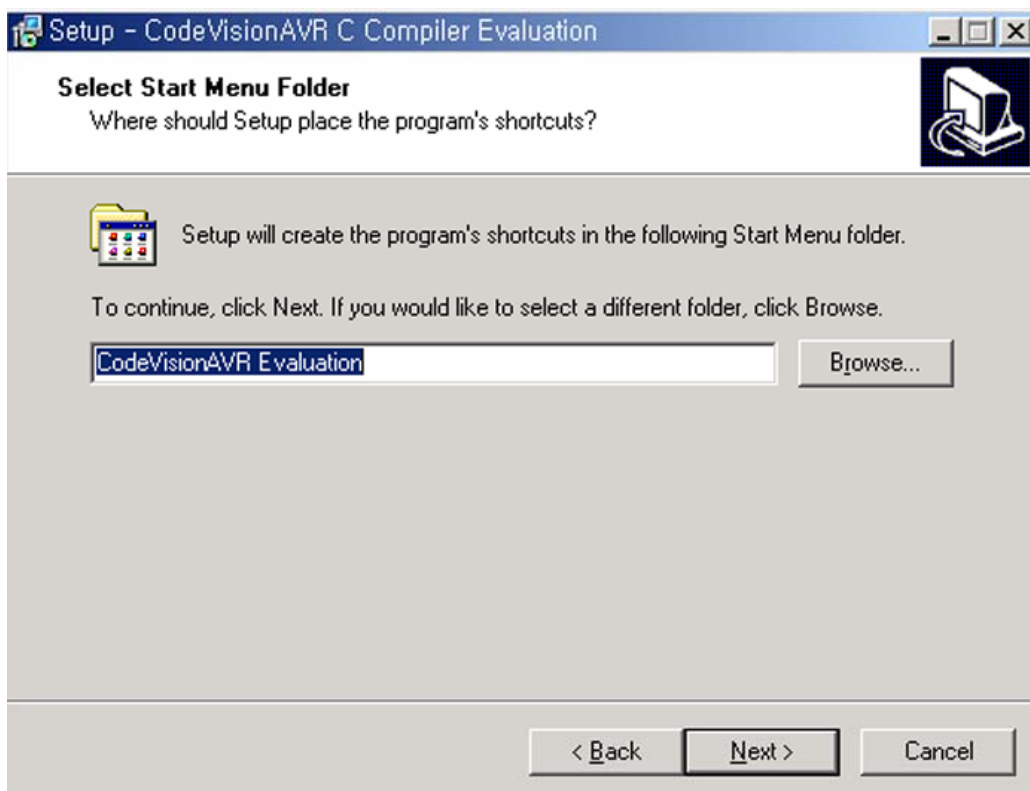 Setup - CodeVisionAVR C Compiler Evaluation
Select Start Menu Folder
Where should Setup place the program's shortcuts?
Setup will create the program's shortcuts in the following Start Menu folder.
To continue, click Next. If you would like to select a different folder, click Browse.
CodeVisionAVR Evaluation
Browse...
< Back
Next >
Cancel